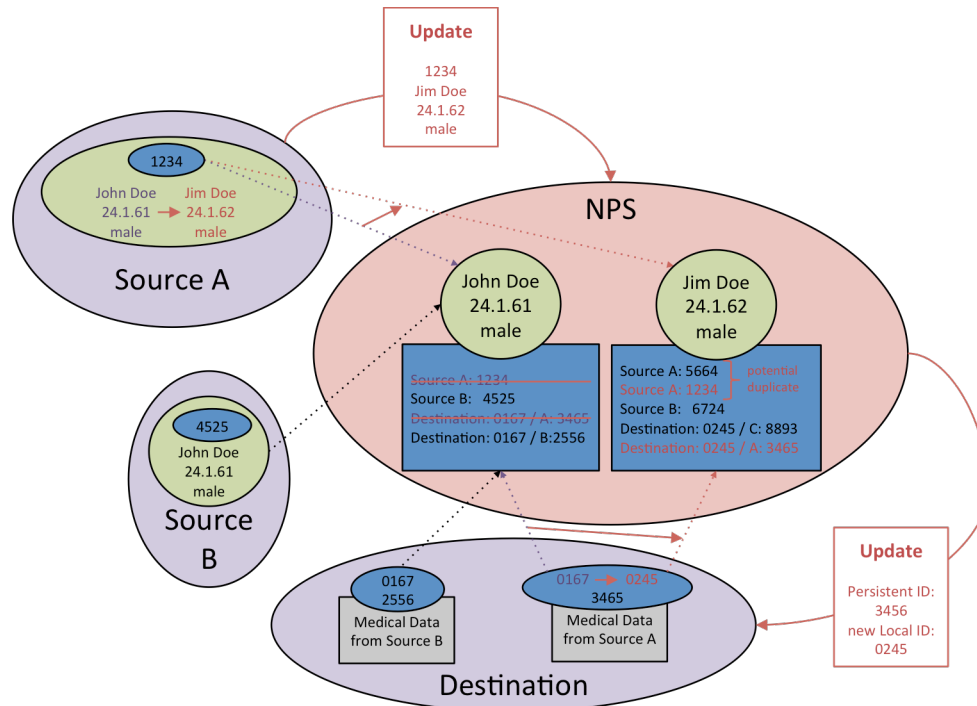 Update
1234
Jim Doe
24.1.62
male
1234
John Doe
24.1.61
male
Jim Doe
24.1.62
male
Source A
NPS
John Doe
24.1.61
male
Source A: 1234
Source B: 4525
Destination: 0167 / A: 3465
Destination: 0167 / B:2556
Jim Doe
24.1.62
male
Source A: 5664
Source A: 1234
potential
duplicate
Source B: 6724
Destination: 0245 / C: 8893
Destination: 0245 / A: 3465
4525
John Doe
24.1.61
male
Source
B
0167
2556
Medical Data
from Source B
0167 0245
3465
Medical Data
from Source A
Destination
Update
Persistent ID:
3456
new Local ID:
0245